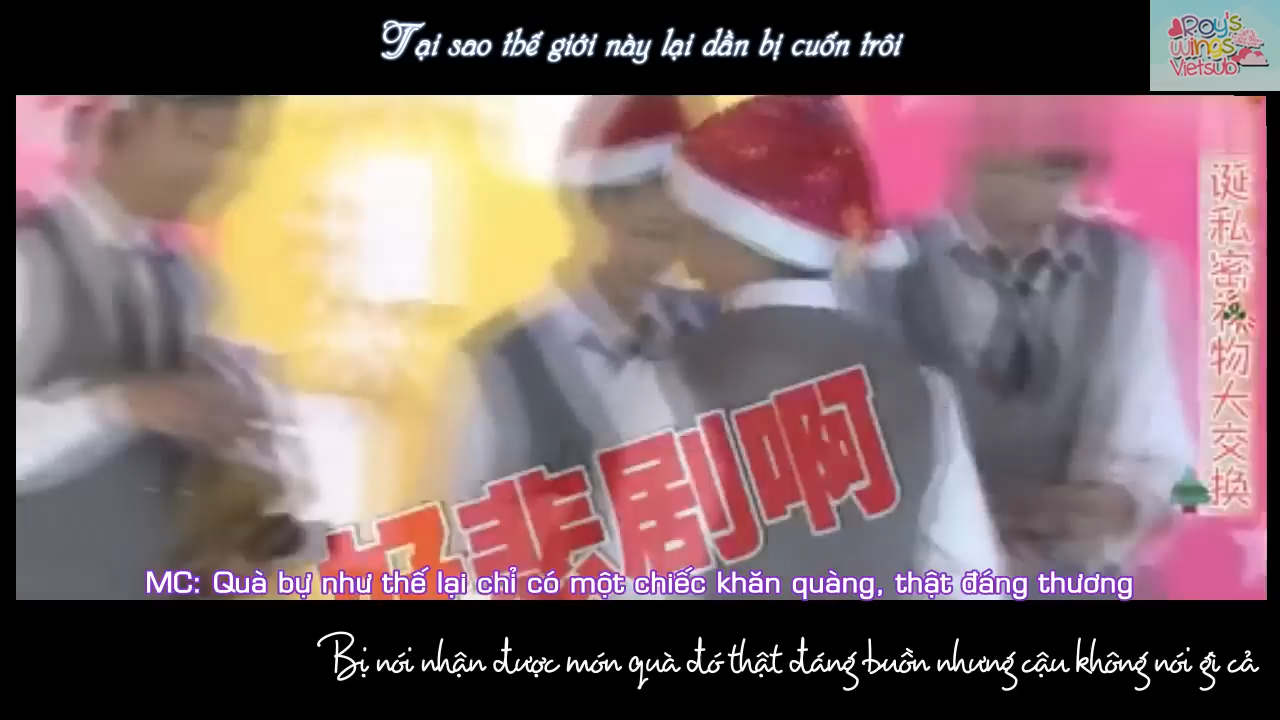 Tại sao thế giới này lại dần bị cuốn trôi
Roy's
Wings
Vietsub
诞私密礼物大交换
好悲剧啊
MC: Quà bự như thế lại chỉ có một chiếc khăn quàng, thật đáng thương
Bị nói nhận được món quà đó thật đáng buồn nhưng cậu không nói gì cả